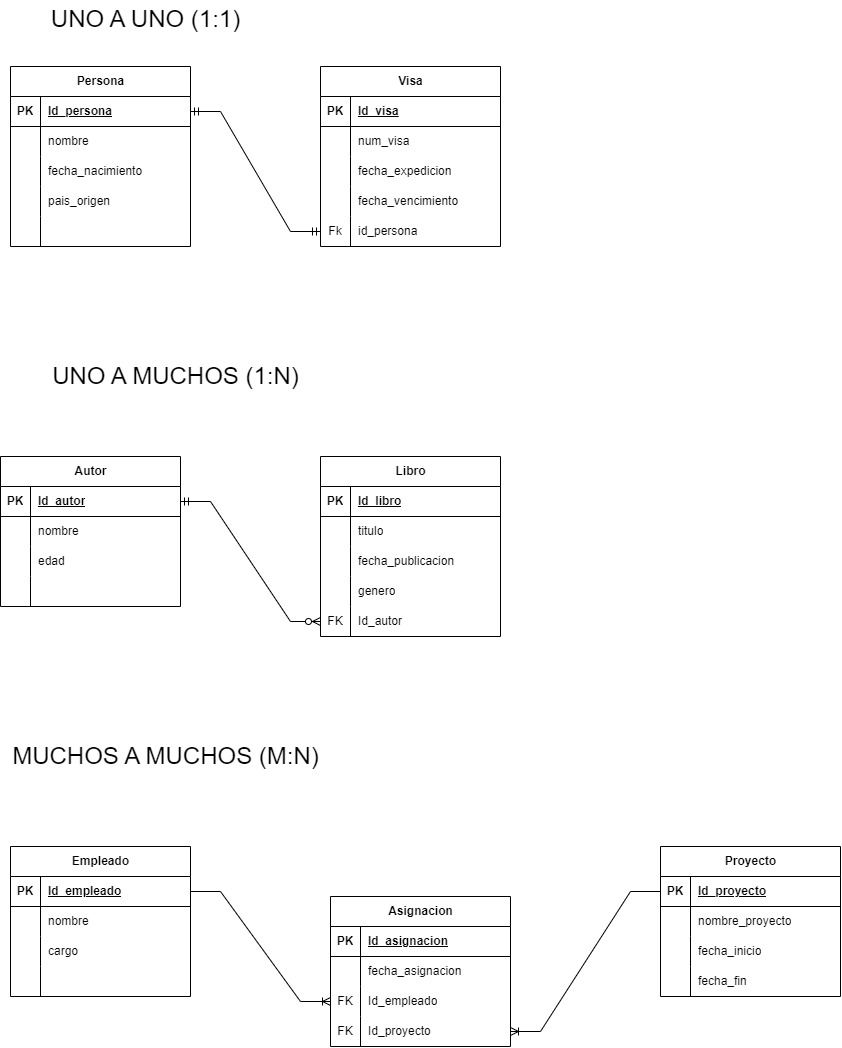 UNO A UNO (1:1)
Persona
PK Id_persona
nombre
fecha_nacimiento
pais_origen
Visa
PK Id_visa
num_visa
fecha_expedicion
fecha_vencimiento
Fk id_persona
UNO A MUCHOS (1:N)
Autor
PK Id_autor
nombre
edad
Libro
PK Id_libro
titulo
fecha_publicacion
genero
FK Id_autor
MUCHOS A MUCHOS (M:N)
Empleado
PK Id_empleado
nombre
cargo
Asignacion
PK Id_asignacion
fecha_asignacion
FK Id_empleado
FK Id_proyecto
Proyecto
PK Id_proyecto
nombre_proyecto
fecha_inicio
fecha_fin